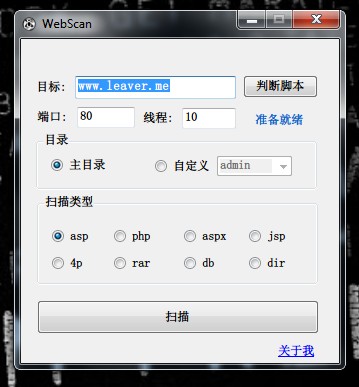 WebScan
目标: www.leaver.me 判断脚本
端口: 80 线程: 10 准备就绪
目录
主目录 自定义 admin
扫描类型
asp php aspx jsp
4p rar db dir
扫描
关于我